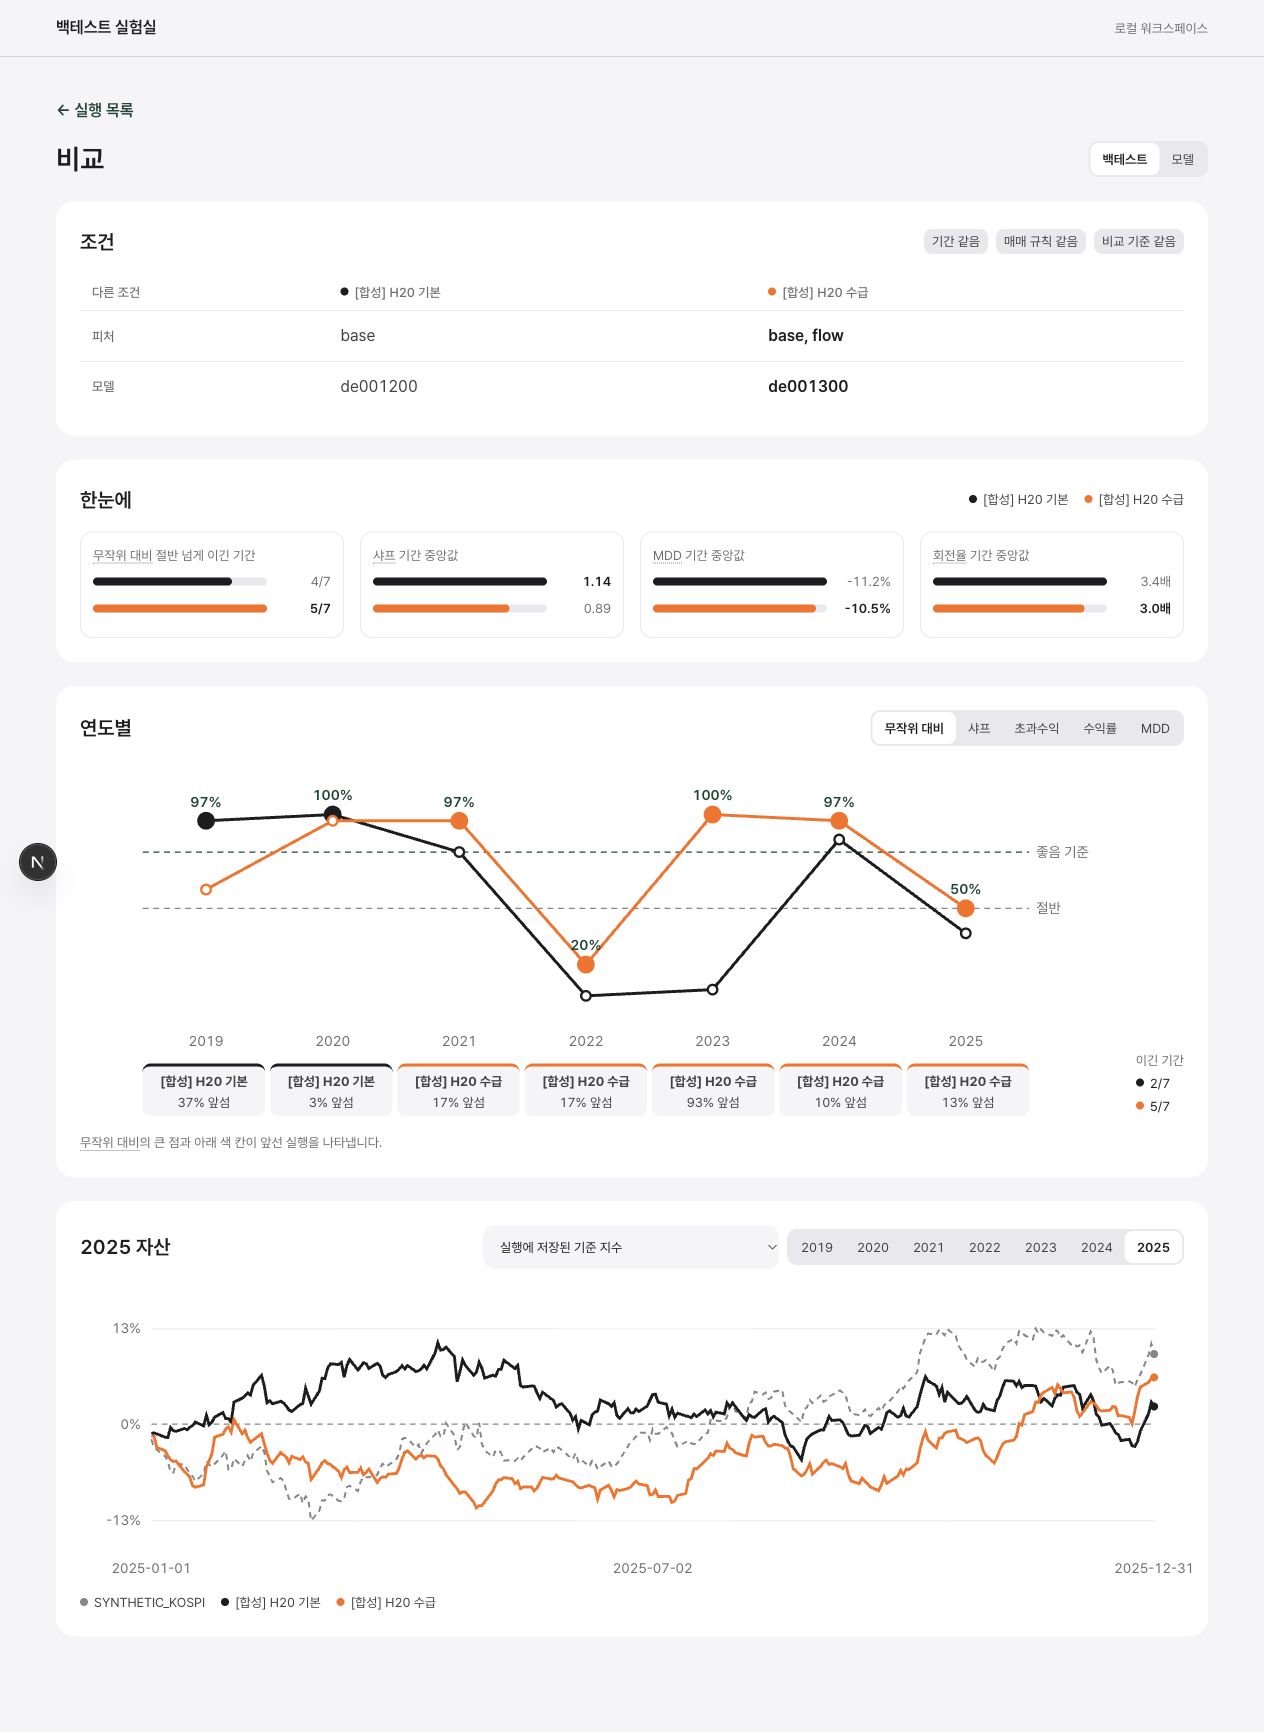 백테스트 실험실
로컬 워크스페이스
← 실행 목록
비교
백테스트 모델
조건
기간 같음 매매 규칙 같음 비교 기준 같음
다른 조건 [합성] H20 기본 [합성] H20 수급
피처 base base, flow
모델 de001200 de001300
한눈에
[합성] H20 기본 [합성] H20 수급
무작위 대비 절반 넘게 이긴 기간
4/7
5/7
샤프 기간 중앙값
1.14
0.89
MDD 기간 중앙값
-11.2%
-10.5%
회전율 기간 중앙값
3.4배
3.0배
연도별
무작위 대비 샤프 초과수익 수익률 MDD
97% 100% 97% 20% 100% 97% 50%
좋음 기준
절반
N
2019 2020 2021 2022 2023 2024 2025
[합성] H20 기본 [합성] H20 기본 [합성] H20 수급 [합성] H20 수급 [합성] H20 수급 [합성] H20 수급 [합성] H20 수급
37% 앞섬 3% 앞섬 17% 앞섬 17% 앞섬 93% 앞섬 10% 앞섬 13% 앞섬
이긴 기간
2/7
5/7
무작위 대비의 큰 점과 아래 색 칸이 앞선 실행을 나타냅니다.
2025 자산
실행에 저장된 기준 지수
2019 2020 2021 2022 2023 2024 2025
13%
0%
-13%
2025-01-01 2025-07-02 2025-12-31
SYNTHETIC_KOSPI [합성] H20 기본 [합성] H20 수급